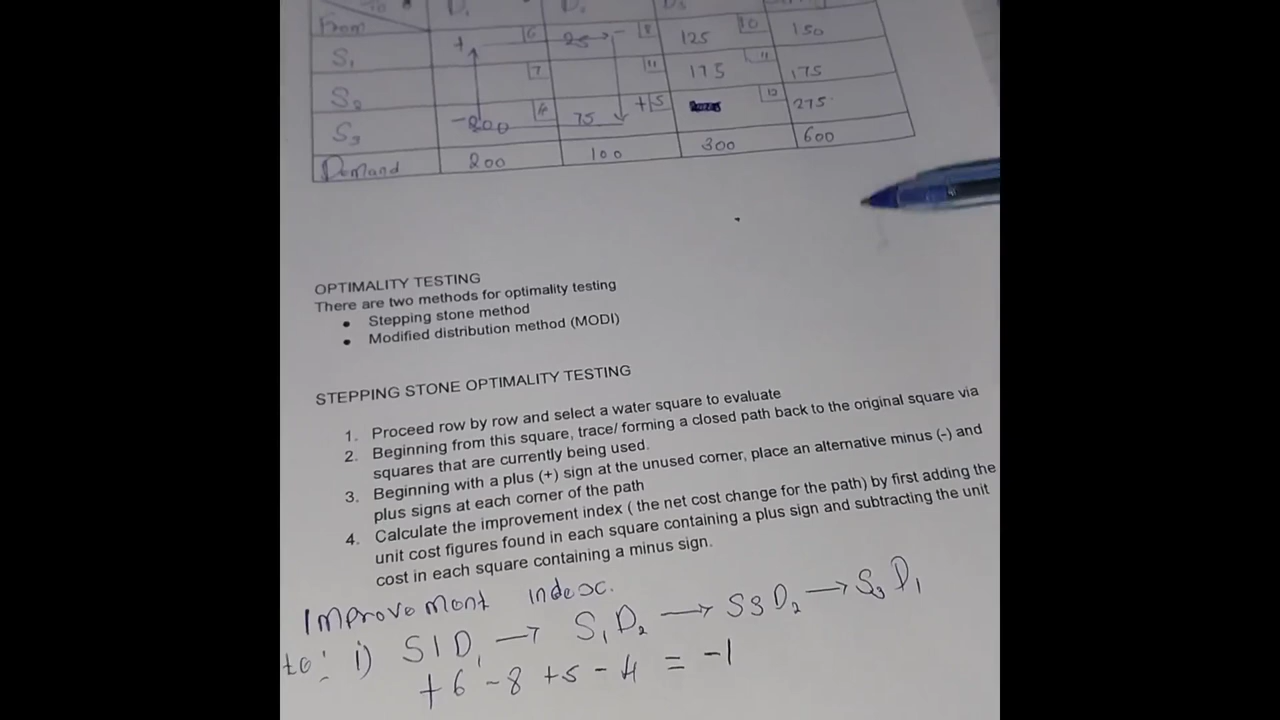 From
S1 + 6 25 - 8 125 10 150
S2 7 11 175 11 175
S3 -200 4 75 +5 275
Demand 200 100 300 600
OPTIMALITY TESTING
There are two methods for optimality testing
• Stepping stone method
• Modified distribution method (MODI)
STEPPING STONE OPTIMALITY TESTING
1. Proceed row by row and select a water square to evaluate
2. Beginning from this square, trace/ forming a closed path back to the original square via
squares that are currently being used.
3. Beginning with a plus (+) sign at the unused corner, place an alternative minus (-) and
plus signs at each corner of the path
4. Calculate the improvement index ( the net cost change for the path) by first adding the
unit cost figures found in each square containing a plus sign and subtracting the unit
cost in each square containing a minus sign.
Improvement index.
i) S1D1 → S1D2 → S3D2 → S3D1
+6 -8 +5 -4 = -1